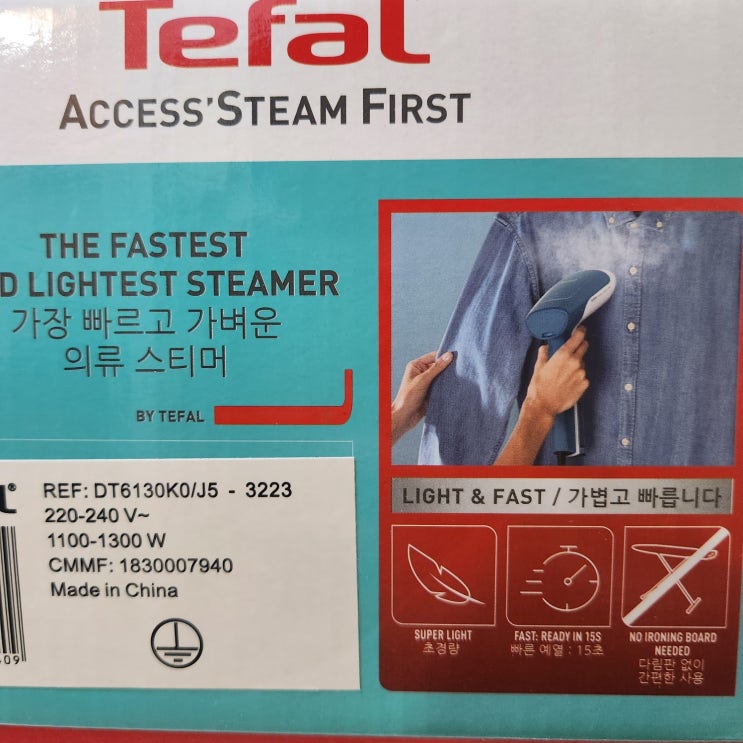 Tefal
ACCESS'STEAM FIRST
THE FASTEST
D LIGHTEST STEAMER
가장 빠르고 가벼운
의류 스티머
BY TEFAL
REF: DT6130K0/J5 - 3223
220-240 V~
1100-1300 W
CMMF: 1830007940
Made in China
09
LIGHT & FAST / 가볍고 빠릅니다
SUPER LIGHT
초경량
FAST: READY IN 15S
빠른 예열 : 15초
NO IRONING BOARD
NEEDED
다림판 없이
간편한 사용